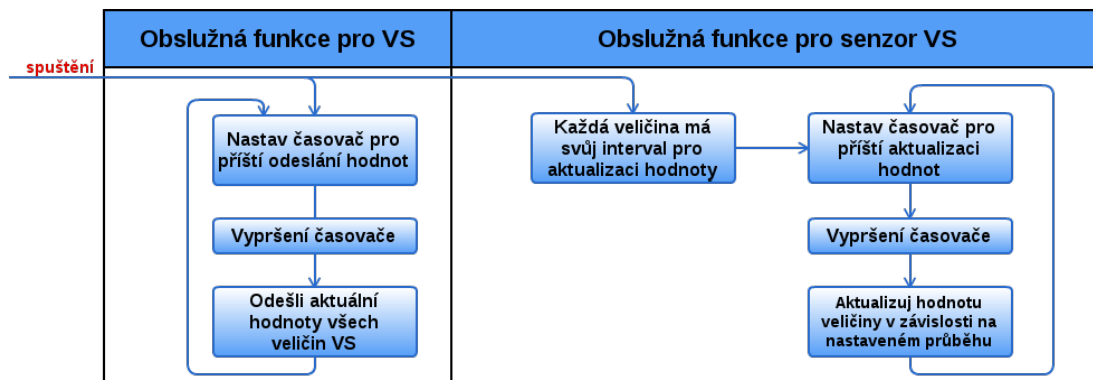 Obslužná funkce pro VS
Obslužná funkce pro senzor VS
spuštění
Nastav časovač pro
příští odeslání hodnot
Vypršení časovače
Odešli aktuální
hodnoty všech
veličin VS
Každá veličina má
svůj interval pro
aktualizaci hodnoty
Nastav časovač pro
příští aktualizaci
hodnot
Vypršení časovače
Aktualizuj hodnotu
veličiny v závislosti na
nastaveném průběhu